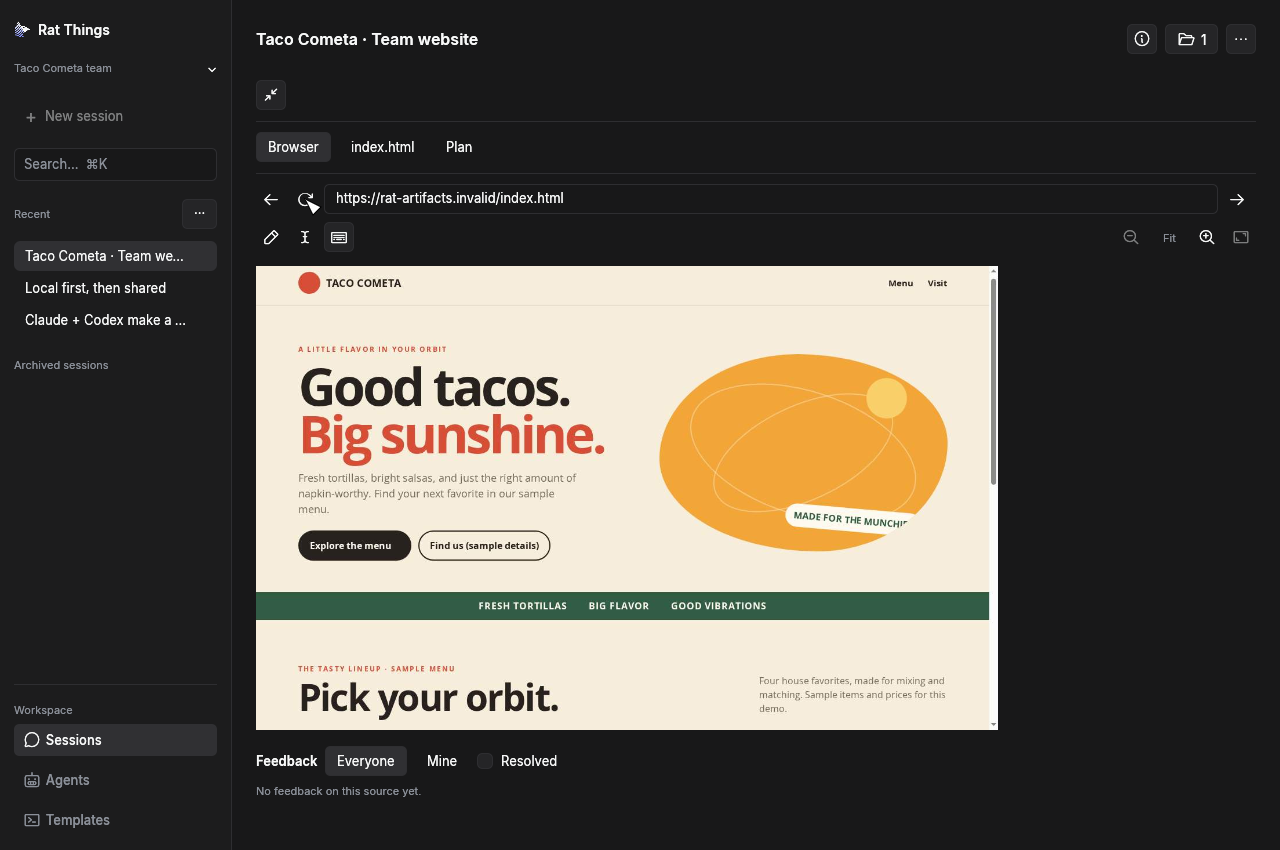 Rat Things
Taco Cometa team
+ New session
Search... ⌘K
Recent
...
Taco Cometa · Team we...
Local first, then shared
Claude + Codex make a ...
Archived sessions
Workspace
Sessions
Agents
Templates
Taco Cometa · Team website
1
...
Browser
index.html
Plan
https://rat-artifacts.invalid/index.html
Fit
TACO COMETA
Menu
Visit
A LITTLE FLAVOR IN YOUR ORBIT
Good tacos.
Big sunshine.
Fresh tortillas, bright salsas, and just the right amount of
napkin-worthy. Find your next favorite in our sample
menu.
Explore the menu
Find us (sample details)
MADE FOR THE MUNCHIE
FRESH TORTILLAS
BIG FLAVOR
GOOD VIBRATIONS
THE TASTY LINEUP · SAMPLE MENU
Pick your orbit.
Four house favorites, made for mixing and
matching. Sample items and prices for this
demo.
Feedback
Everyone
Mine
Resolved
No feedback on this source yet.